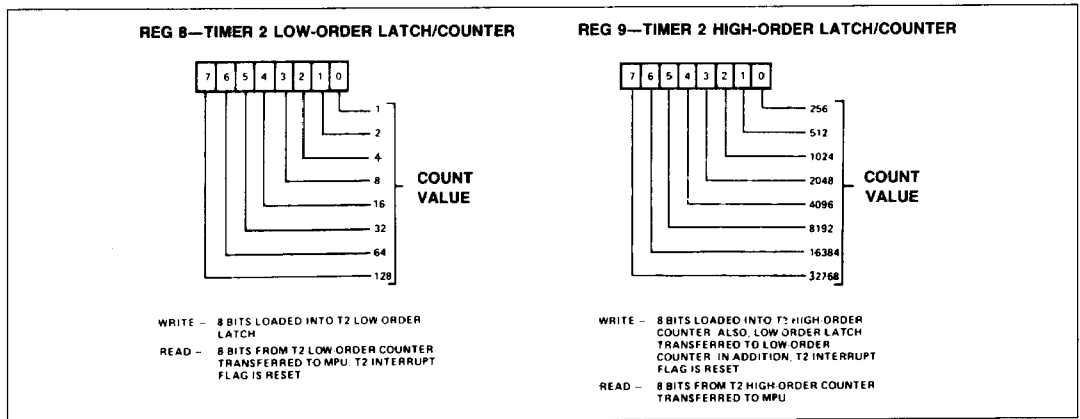 REG 8—TIMER 2 LOW-ORDER LATCH/COUNTER
7 6 5 4 3 2 1 0
1
2
4
8
16
32
64
128
COUNT
VALUE
WRITE – 8 BITS LOADED INTO T2 LOW ORDER
LATCH
READ – 8 BITS FROM T2 LOW-ORDER COUNTER
TRANSFERRED TO MPU. T2 INTERRUPT
FLAG IS RESET
REG 9—TIMER 2 HIGH-ORDER LATCH/COUNTER
7 6 5 4 3 2 1 0
256
512
1024
2048
4096
8192
16384
32768
COUNT
VALUE
WRITE – 8 BITS LOADED INTO T2 HIGH-ORDER
COUNTER ALSO, LOW ORDER LATCH
TRANSFERRED TO LOW-ORDER
COUNTER IN ADDITION, T2 INTERRUPT
FLAG IS RESET
READ – 8 BITS FROM T2 HIGH-ORDER COUNTER
TRANSFERRED TO MPU